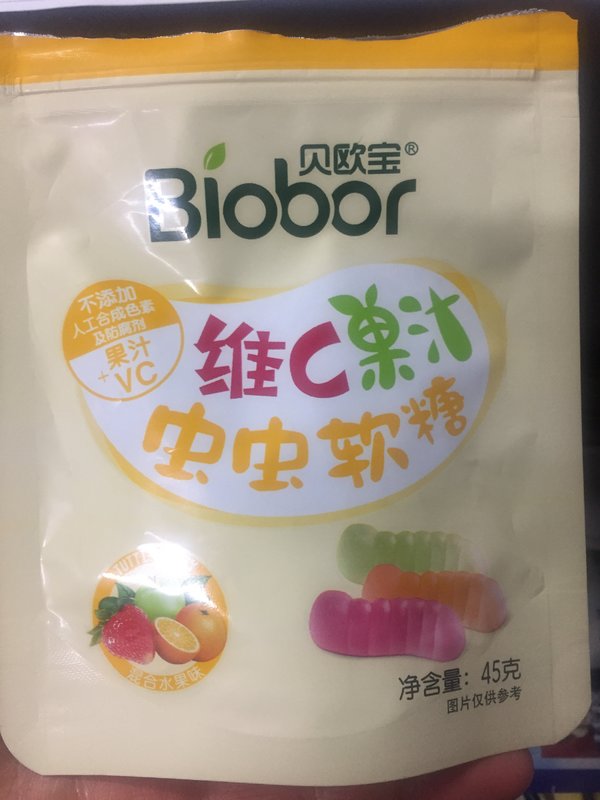 贝欧宝®
Biobor
不添加
人工合成色素
及防腐剂
果汁
+VC
维C果汁
虫虫软糖
混合水果味
净含量：45克
图片仅供参考